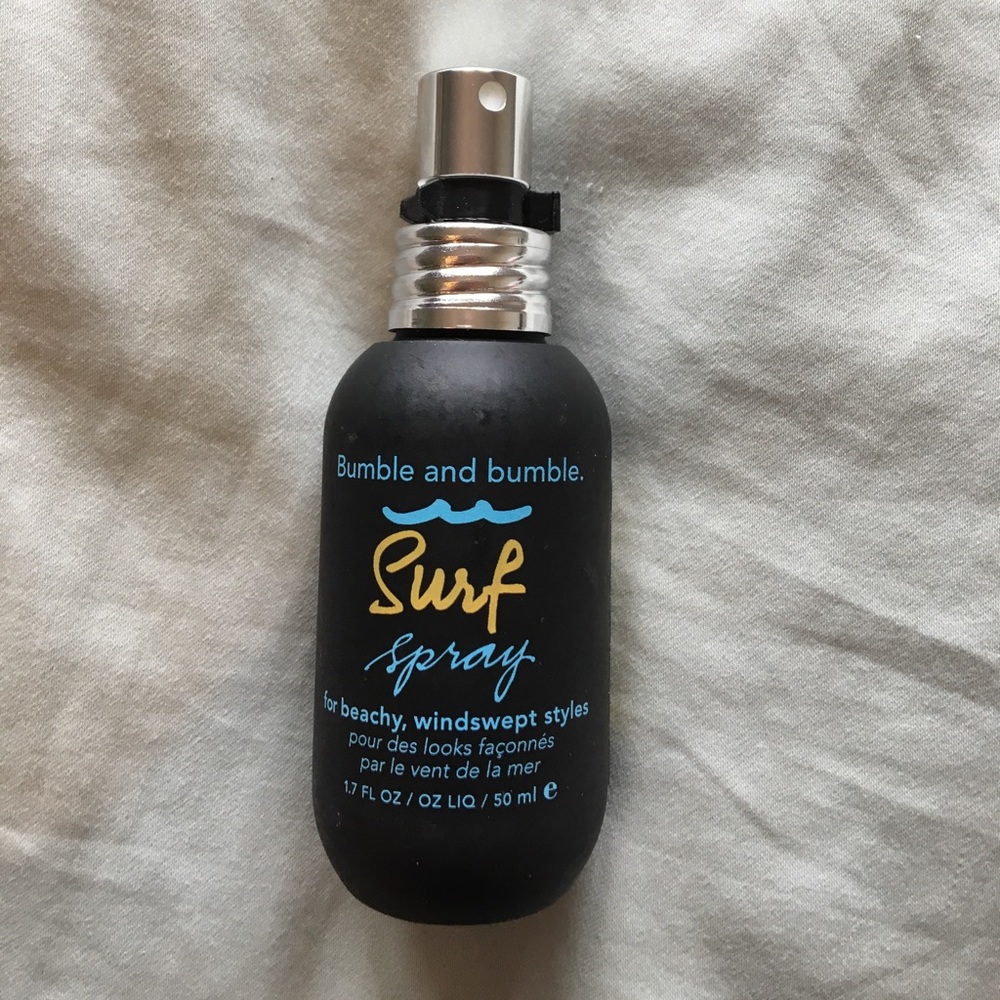 Bumble and bumble.
Surf
spray
for beachy, windswept styles
pour des looks façonnés
par le vent de la mer
1.7 FL OZ / OZ LIQ / 50 ml e